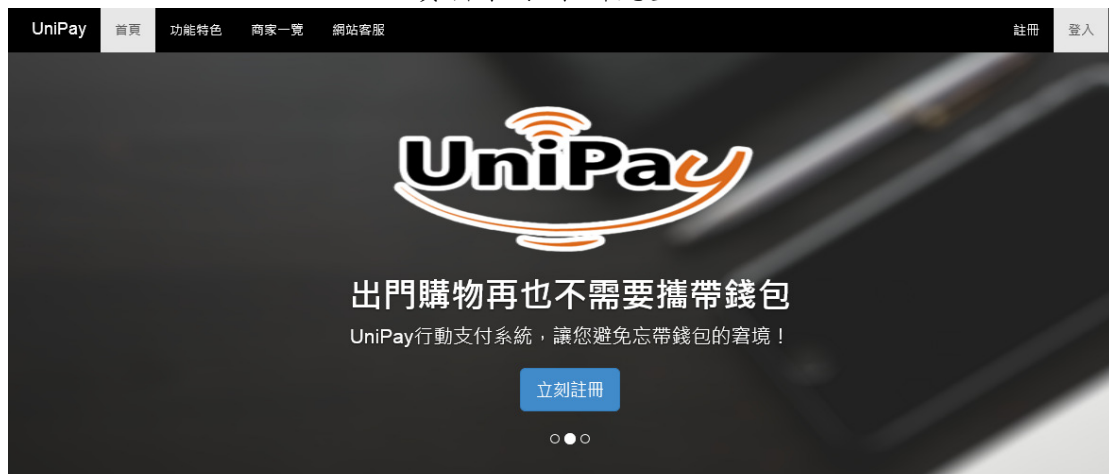 UniPay 首頁 功能特色 商家一覽 網站客服 註冊 登入
UniPay
出門購物再也不需要攜帶錢包
UniPay行動支付系統，讓您避免忘帶錢包的窘境！
立刻註冊